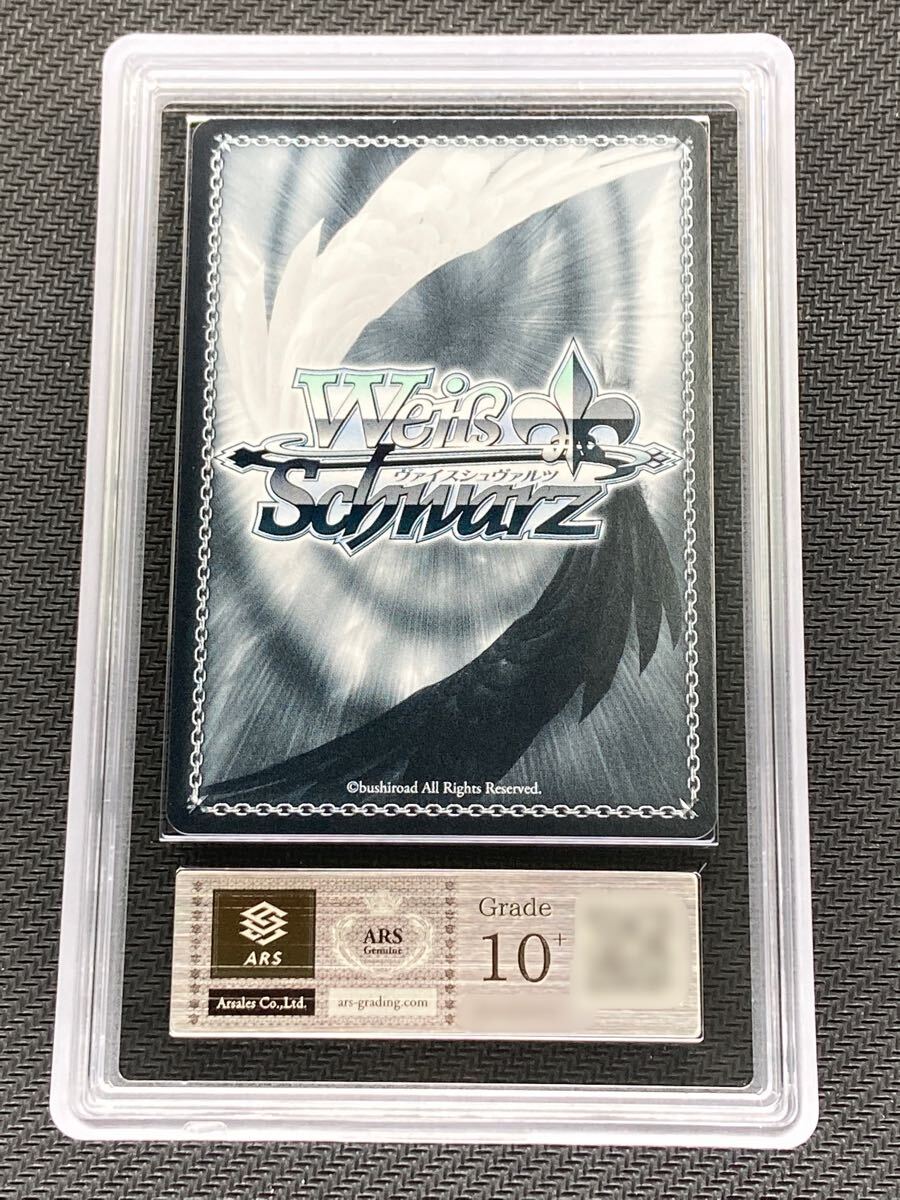 Weiß
ヴァイスシュヴァルツ
Schwarz
©bushiroad All Rights Reserved.
ARS
Arsales Co.,Ltd.
ARS
Genuine
ars-grading.com
Grade
10+